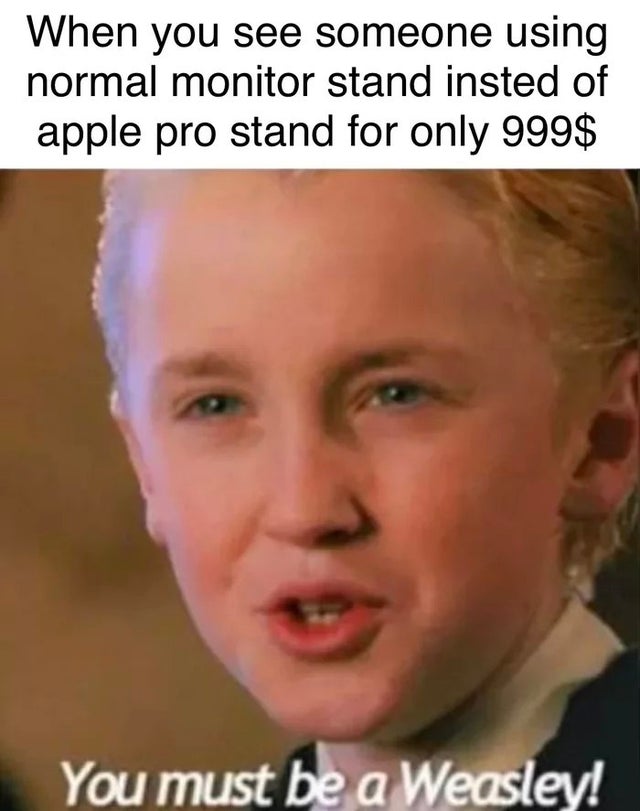 When you see someone using
normal monitor stand insted of
apple pro stand for only 999$
You must be a Weasley!